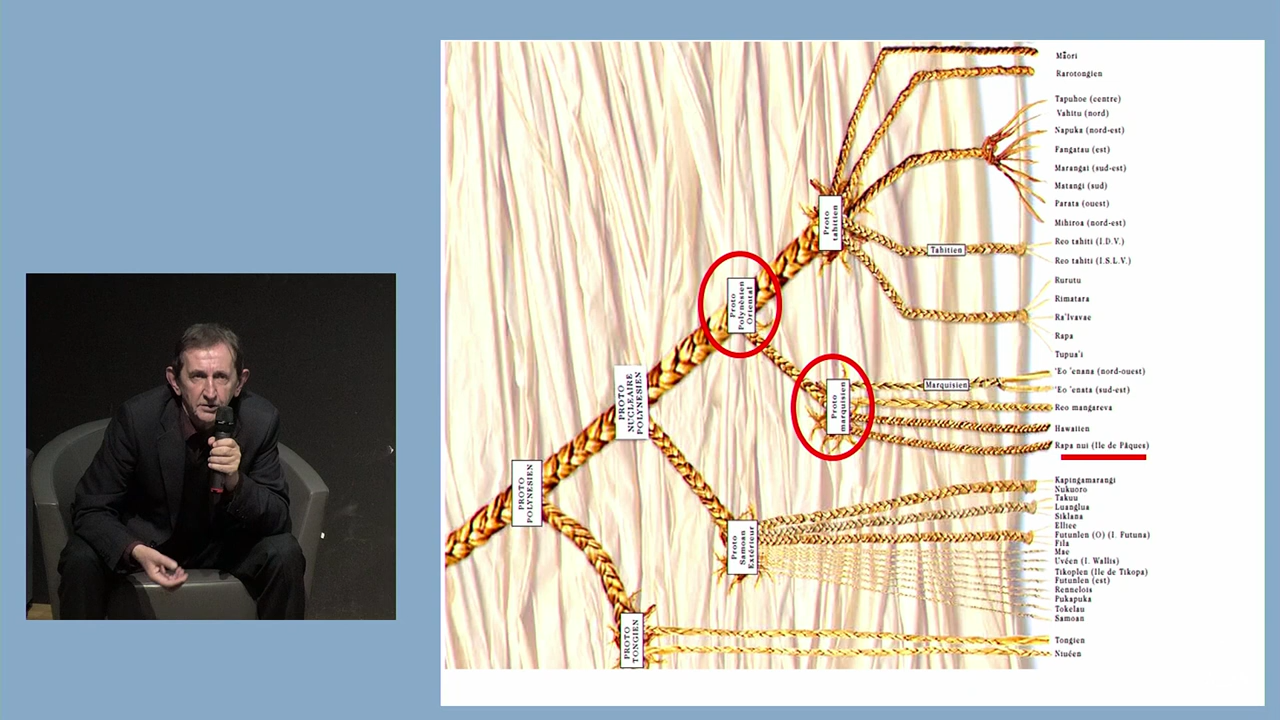 Māori
Rarotongien
Tapuhoe (centre)
Vahitu (nord)
Napuka (nord-est)
Fangatau (est)
Marangai (sud-est)
Matangi (sud)
Parata (ouest)
Mihiroa (nord-est)
Proto
tahitien
Tahitien
Reo tahiti (I.D.V.)
Reo tahiti (I.S.L.V.)
Rurutu
Rimatara
Ra'ivavae
Rapa
Tupua'i
Proto
Polynésien
Oriental
'Eo 'enana (nord-ouest)
Marquisien
'Eo 'enata (sud-est)
Proto
marquisien
Reo mangareva
Hawaiien
Rapa nui (Ile de Pâques)
PROTO
NUCLEAIRE
POLYNESIEN
PROTO
POLYNESIEN
Kapingamarangi
Nukuoro
Takuu
Luangiua
Sikiana
Ellice
Futunien (O) (I. Futuna)
Fila
Mae
Uvéen (I. Wallis)
Tikopien (Ile de Tikopa)
Futunien (est)
Rennelois
Pukapuka
Tokelau
Samoan
Proto
Samoan
Extérieur
PROTO
TONGIEN
Tongien
Niuéen